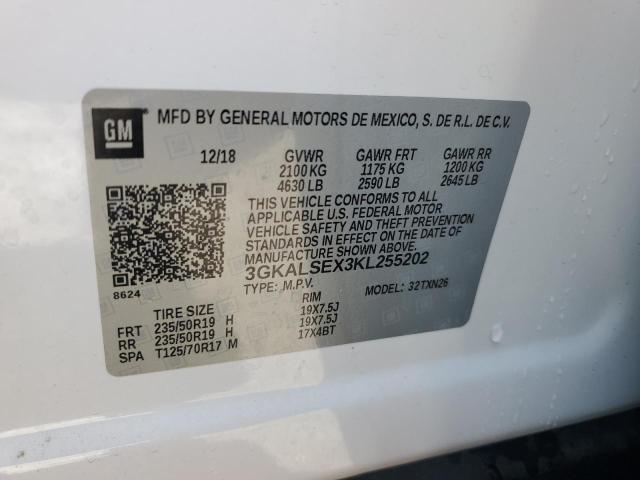 GM
MFD BY GENERAL MOTORS DE MEXICO, S. DE R.L. DE C.V.
12/18 GVWR GAWR FRT GAWR RR
2100 KG 1175 KG 1200 KG
4630 LB 2590 LB 2645 LB
THIS VEHICLE CONFORMS TO ALL
APPLICABLE U.S. FEDERAL MOTOR
VEHICLE SAFETY AND THEFT PREVENTION
STANDARDS IN EFFECT ON THE DATE OF
MANUFACTURE SHOWN ABOVE.
3GKALSEX3KL255202
8624 TYPE: M.P.V. MODEL: 32TXN26
TIRE SIZE RIM
FRT 235/50R19 H 19X7.5J
RR 235/50R19 H 19X7.5J
SPA T125/70R17 M 17X4BT